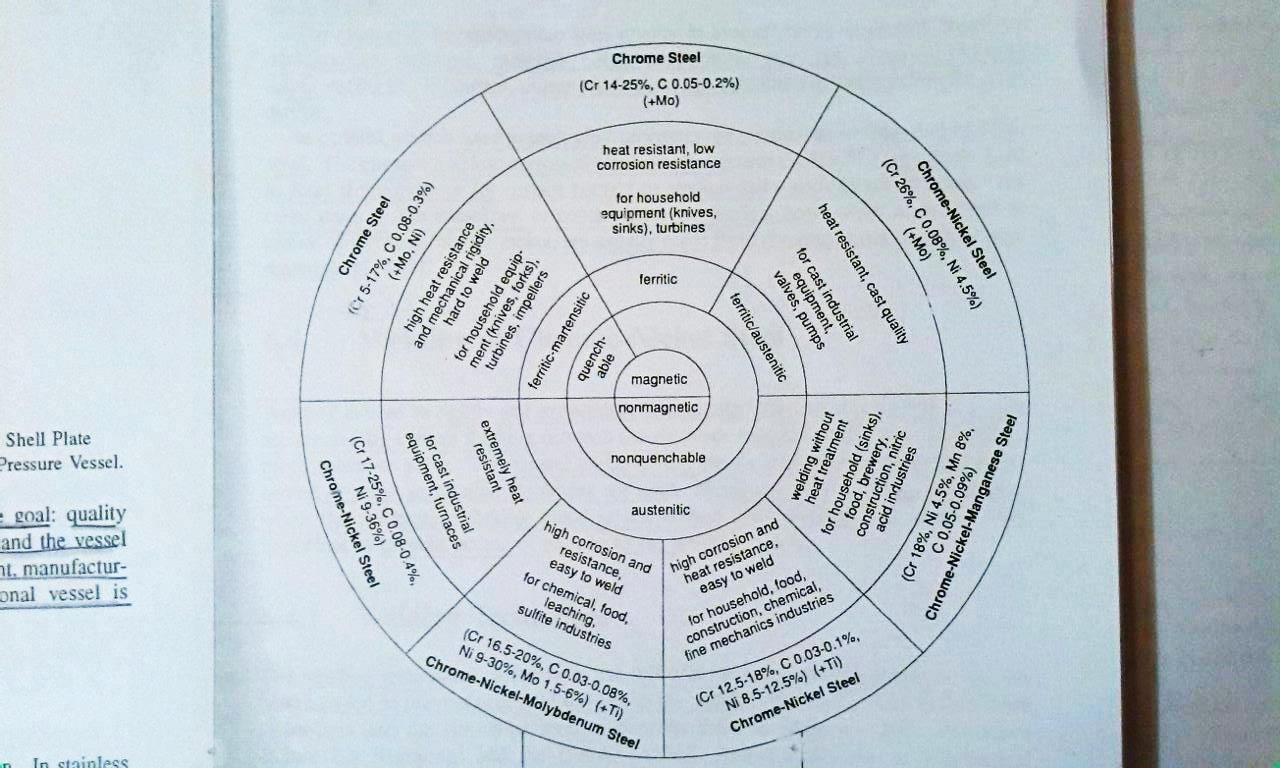 Shell Plate
Pressure Vessel.
goal: quality
and the vessel
manufactur-
vessel is
In stainless
Chrome Steel
(Cr 14-25%, C 0.05-0.2%)
(+Mo)
heat resistant, low
corrosion resistance
for household
equipment (knives,
sinks), turbines
ferritic
Chrome-Nickel Steel
(Cr 26%, C 0.08%, Ni 4.5%)
(+Mo)
heat resistant, cast quality
for cast industrial
equipment,
valves, pumps
ferritic/austenitic
Chrome Steel
(Cr 5-17%, C 0.08-0.3%)
(+Mo, Ni)
high heat resistance
and mechanical rigidity,
hard to weld
for household equip-
ment (knives, forks),
turbines, impellers
ferritic-martensitic
quench-
able
magnetic
nonmagnetic
nonquenchable
austenitic
welding without
heat treatment
for household (sinks),
food, brewery,
construction, nitric
acid industries
(Cr 18%, Ni 4.5%, Mn 8%,
C 0.05-0.09%)
Chrome-Nickel-Manganese Steel
high corrosion and
heat resistance,
easy to weld
for household, food,
construction, chemical,
fine mechanics industries
(Cr 12.5-18%, C 0.03-0.1%,
Ni 8.5-12.5%) (+Ti)
Chrome-Nickel Steel
high corrosion and
resistance,
easy to weld
for chemical, food,
leaching,
sulfite industries
(Cr 16.5-20%, C 0.03-0.08%,
Ni 9-30%, Mo 1.5-6%) (+Ti)
Chrome-Nickel-Molybdenum Steel
extremely heat
resistant
for cast industrial
equipment, furnaces
(Cr 17-25%, C 0.08-0.4%,
Ni 9-36%)
Chrome-Nickel Steel